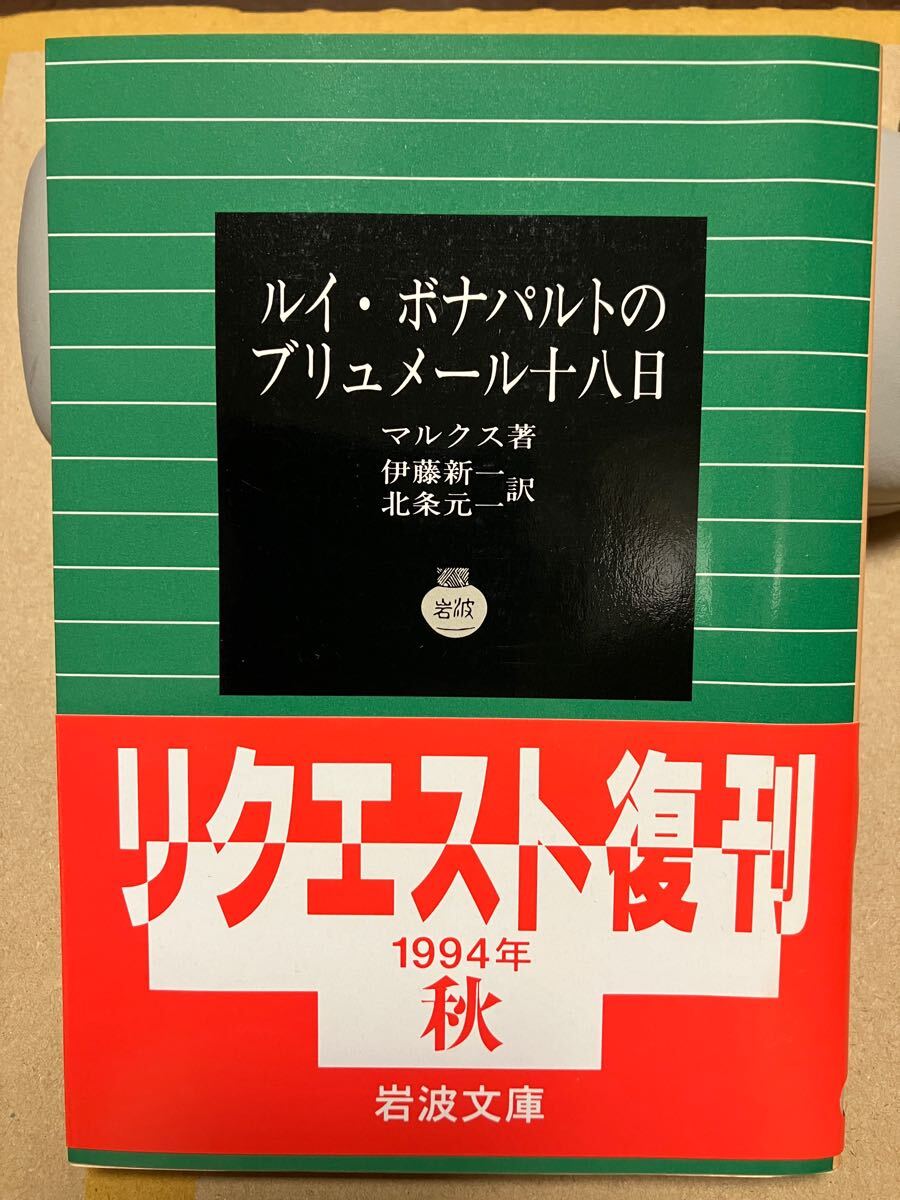 ルイ・ボナパルトの
ブリュメール十八日
マルクス著
伊藤新一
北条元一訳
岩波
リクエスト復刊
1994年
秋
岩波文庫